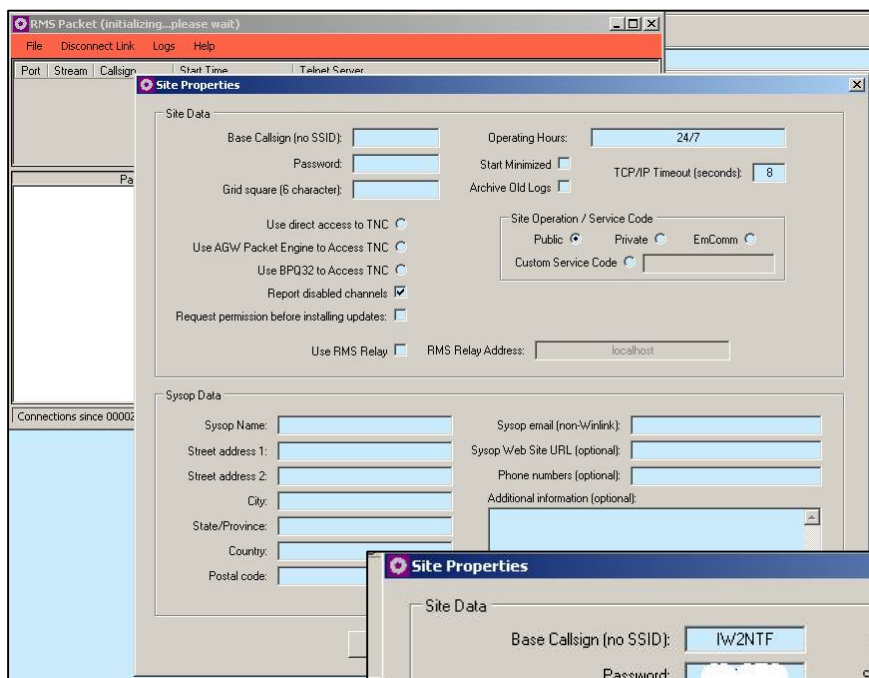 RMS Packet (initializing...please wait)
File Disconnect Link Logs Help
Port Stream Callsign Start Time Telnet Server
Site Properties
Site Data
Base Callsign (no SSID): Operating Hours: 24/7
Password: Start Minimized TCP/IP Timeout (seconds): 8
Grid square (6 character): Archive Old Logs
Use direct access to TNC Site Operation / Service Code
Use AGW Packet Engine to Access TNC Public Private EmComm
Use BPQ32 to Access TNC Custom Service Code
Report disabled channels
Request permission before installing updates:
Use RMS Relay RMS Relay Address: localhost
Pa
Connections since 00002
Sysop Data
Sysop Name: Sysop email (non-Winlink):
Street address 1: Sysop Web Site URL (optional):
Street address 2: Phone numbers (optional):
City: Additional information (optional):
State/Province:
Country:
Postal code:
Site Properties
Site Data
Base Callsign (no SSID): IW2NTF
Password: